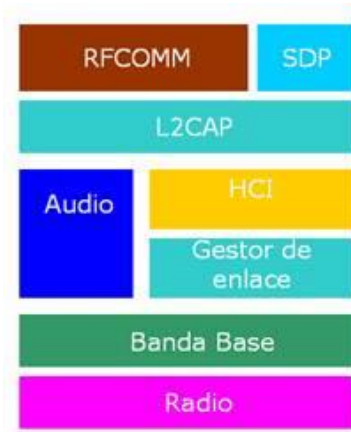 RFCOMM
SDP
L2CAP
Audio
HCI
Gestor de
enlace
Banda Base
Radio